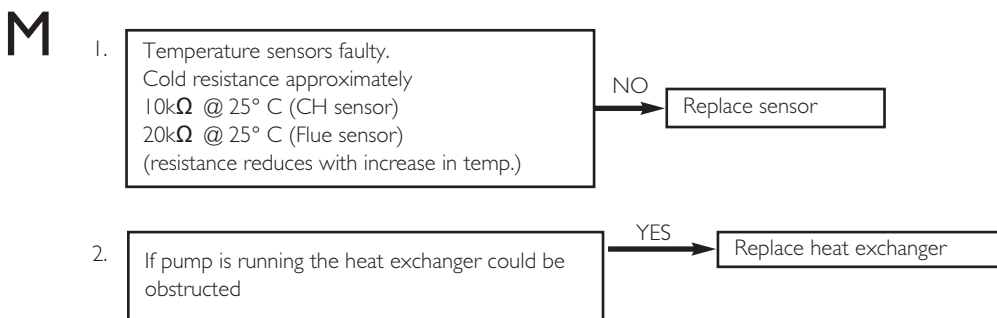 M
1.
Temperature sensors faulty.
Cold resistance approximately
10kΩ @ 25° C (CH sensor)
20kΩ @ 25° C (Flue sensor)
(resistance reduces with increase in temp.)
NO
Replace sensor
2.
If pump is running the heat exchanger could be
obstructed
YES
Replace heat exchanger